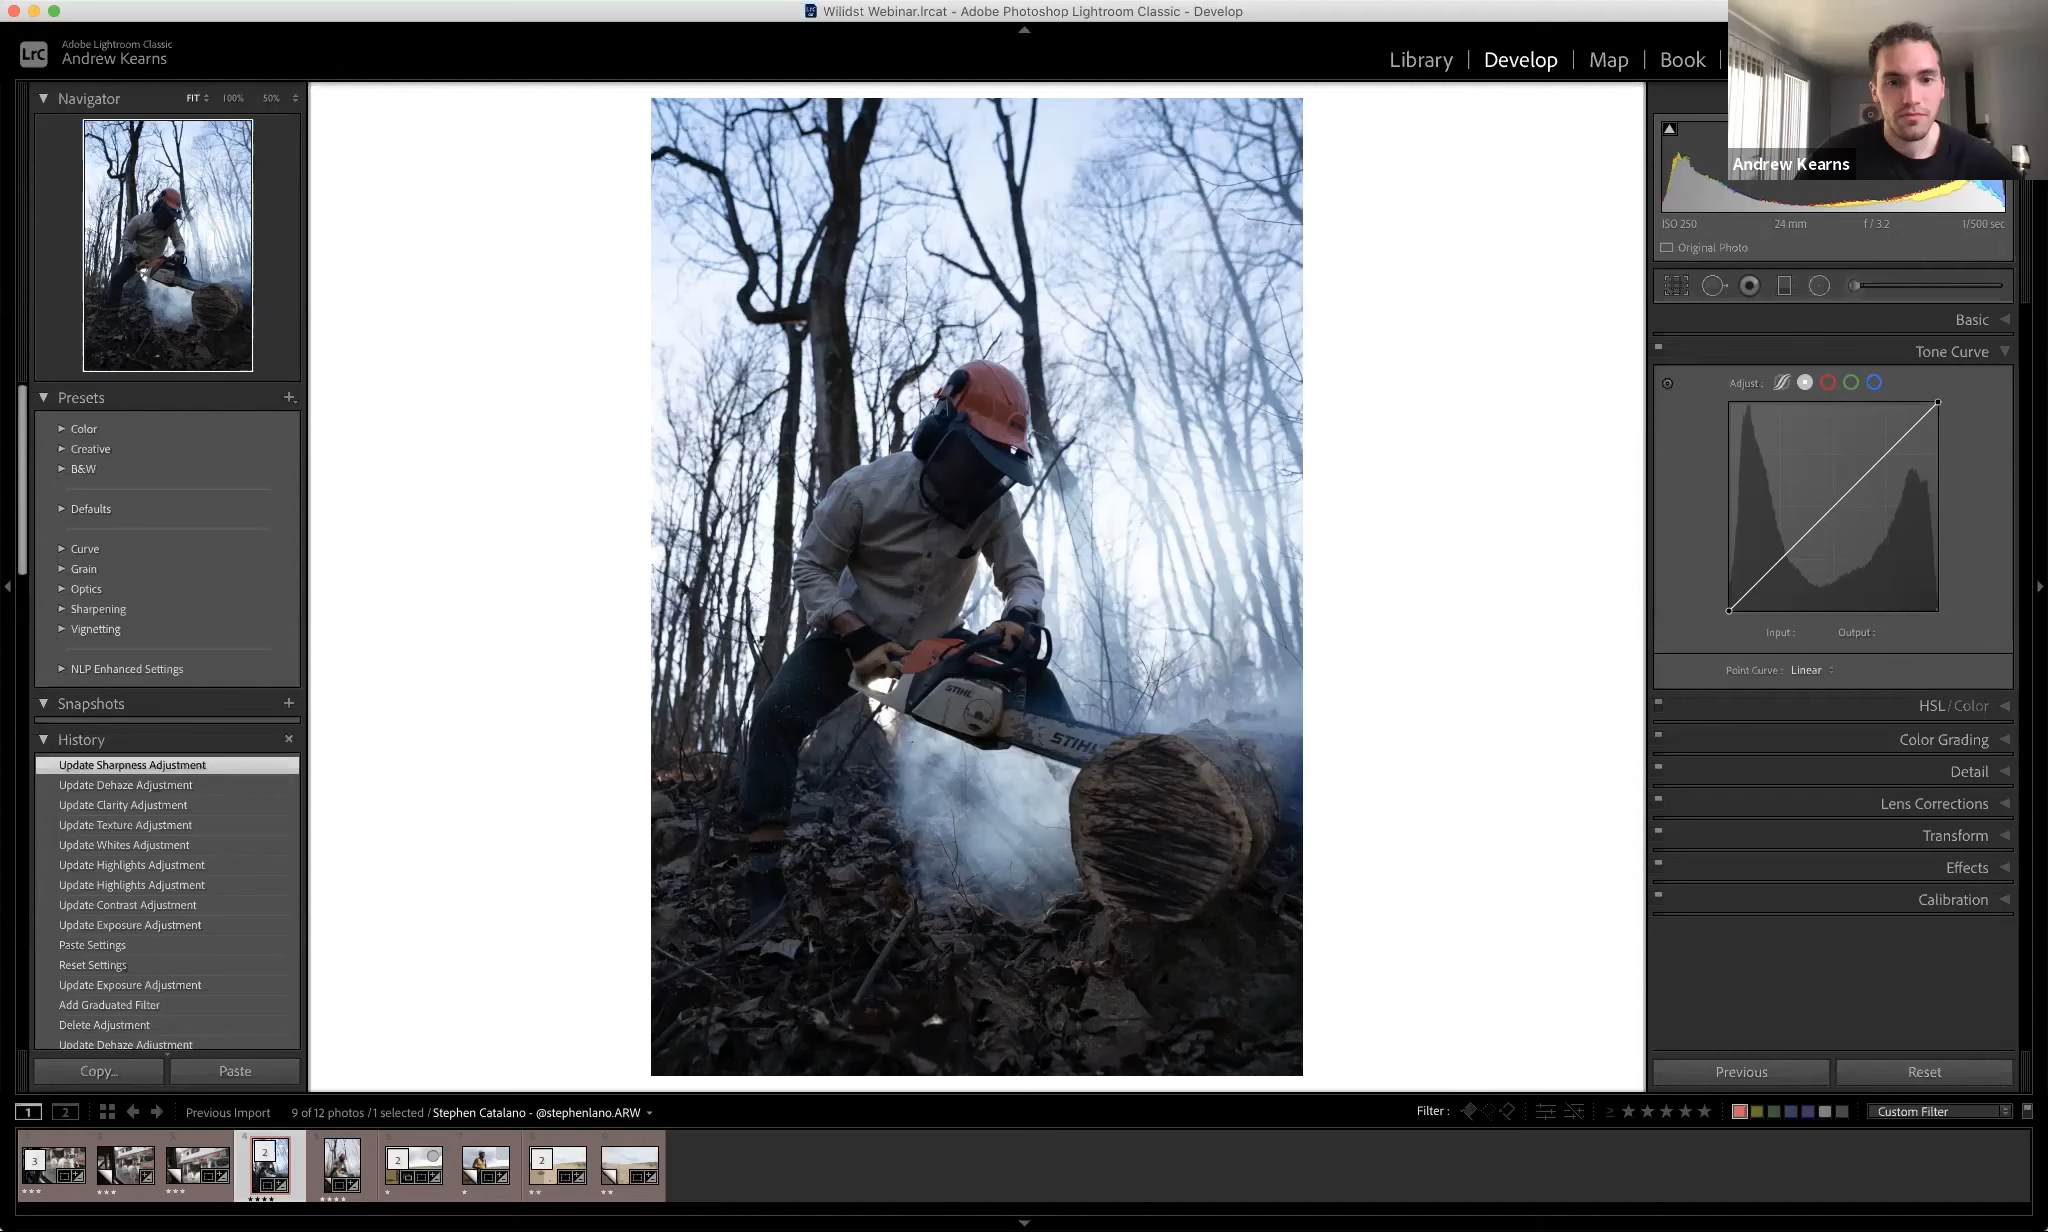 Wilidst Webinar.lrcat - Adobe Photoshop Lightroom Classic - Develop
LrC
Adobe Lightroom Classic
Andrew Kearns
Library | Develop | Map | Book |
Andrew Kearns
Navigator
FIT 100% 50%
Presets
Color
Creative
B&W
Defaults
Curve
Grain
Optics
Sharpening
Vignetting
NLP Enhanced Settings
Snapshots
History
Update Sharpness Adjustment
Update Dehaze Adjustment
Update Clarity Adjustment
Update Texture Adjustment
Update Whites Adjustment
Update Highlights Adjustment
Update Highlights Adjustment
Update Contrast Adjustment
Update Exposure Adjustment
Paste Settings
Reset Settings
Update Exposure Adjustment
Add Graduated Filter
Delete Adjustment
Update Dehaze Adjustment
Copy... Paste
STIHL
STIHL
ISO 250 24 mm f / 3.2 1/500 sec
Original Photo
Basic
Tone Curve
Adjust :
Input : Output :
Point Curve : Linear
HSL / Color
Color Grading
Detail
Lens Corrections
Transform
Effects
Calibration
Previous Reset
1 2 Previous Import 9 of 12 photos / 1 selected / Stephen Catalano - @stephenlano.ARW
Filter : ≥ ★ ★ ★ ★ ★ Custom Filter
3 2 2 2